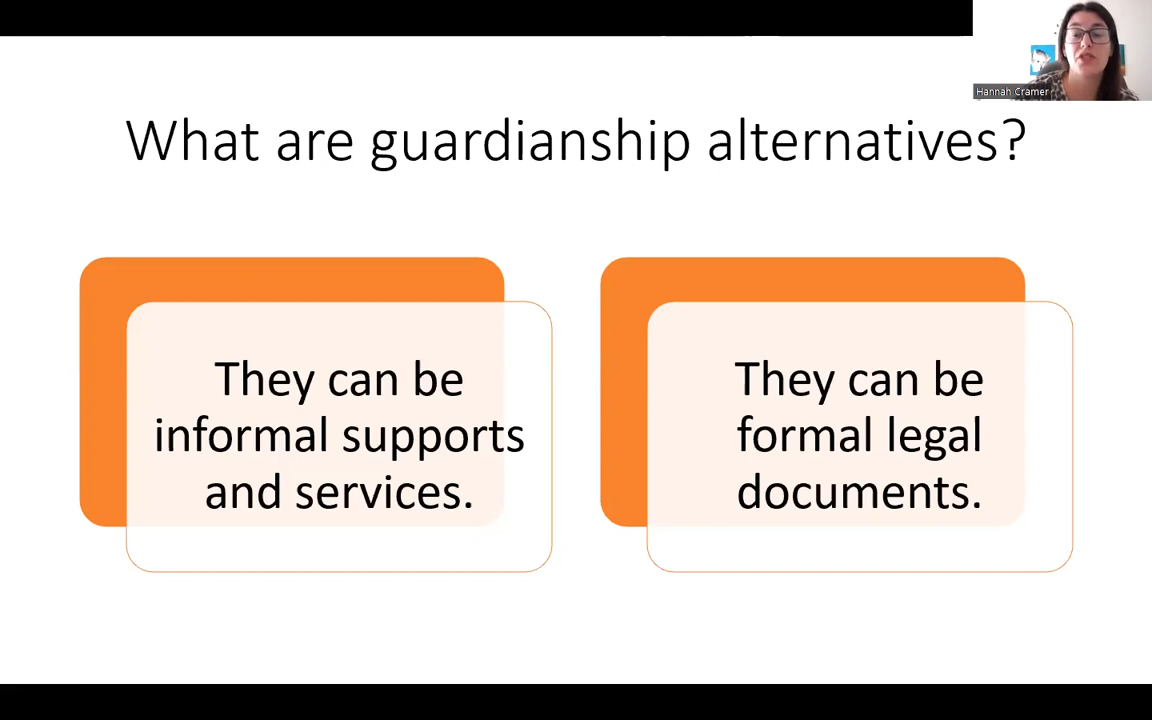 Hannah Cramer
What are guardianship alternatives?
They can be
informal supports
and services.
They can be
formal legal
documents.